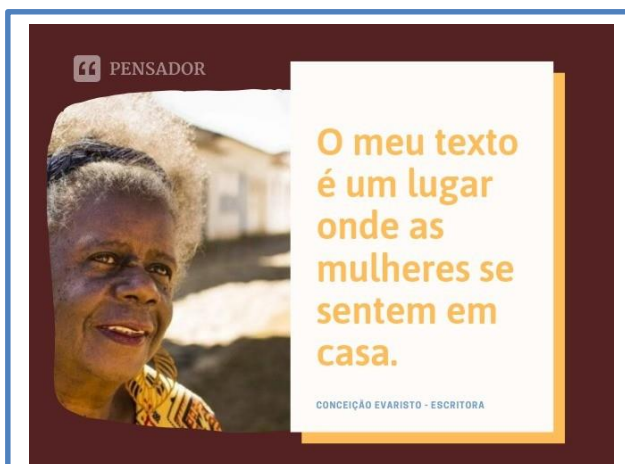 PENSADOR
O meu texto
é um lugar
onde as
mulheres se
sentem em
casa.
CONCEIÇÃO EVARISTO - ESCRITORA